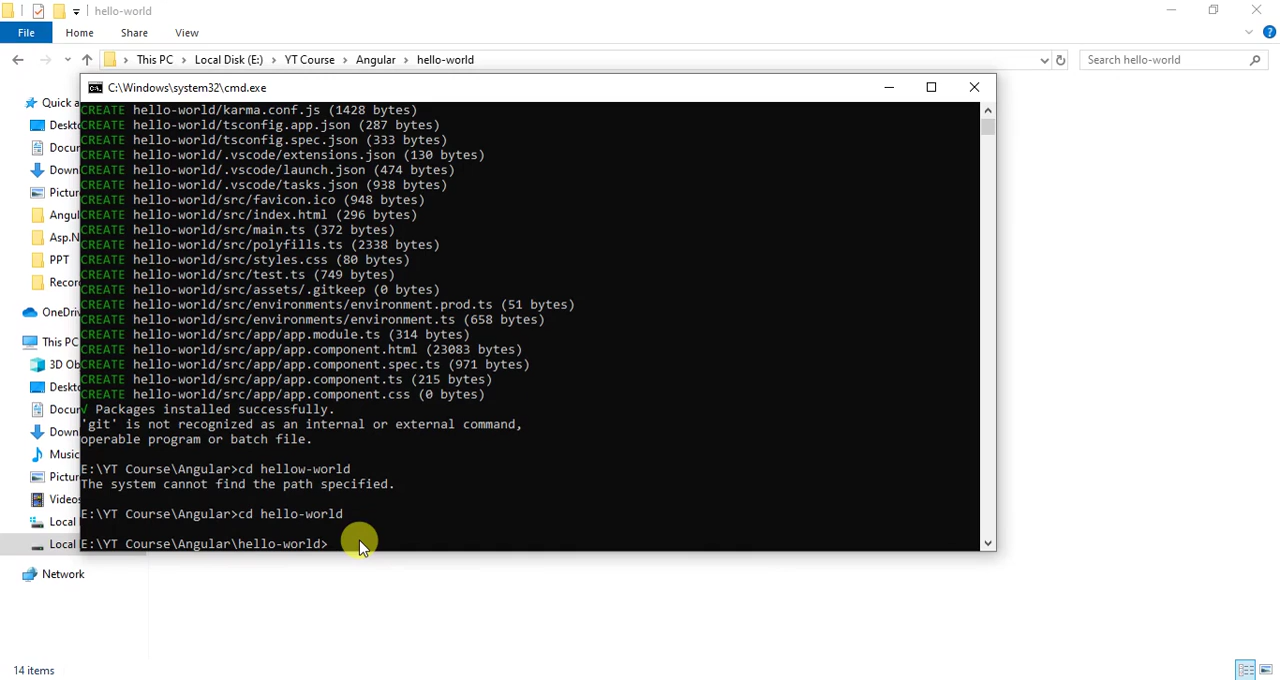 hello-world
File
Home
Share
View
This PC
Local Disk (E:)
YT Course
Angular
hello-world
Search hello-world
Quick a
Deskto
Docun
Down
Picture
Angul
Asp.N
PPT
Recor
OneDriv
This PC
3D Ob
Deskto
Docun
Down
Music
Picture
Videos
Local
Local
Network
C:\Windows\system32\cmd.exe
CREATE hello-world/karma.conf.js (1428 bytes)
CREATE hello-world/tsconfig.app.json (287 bytes)
CREATE hello-world/tsconfig.spec.json (333 bytes)
CREATE hello-world/.vscode/extensions.json (130 bytes)
CREATE hello-world/.vscode/launch.json (474 bytes)
CREATE hello-world/.vscode/tasks.json (938 bytes)
CREATE hello-world/src/favicon.ico (948 bytes)
CREATE hello-world/src/index.html (296 bytes)
CREATE hello-world/src/main.ts (372 bytes)
CREATE hello-world/src/polyfills.ts (2338 bytes)
CREATE hello-world/src/styles.css (80 bytes)
CREATE hello-world/src/test.ts (749 bytes)
CREATE hello-world/src/assets/.gitkeep (0 bytes)
CREATE hello-world/src/environments/environment.prod.ts (51 bytes)
CREATE hello-world/src/environments/environment.ts (658 bytes)
CREATE hello-world/src/app/app.module.ts (314 bytes)
CREATE hello-world/src/app/app.component.html (23083 bytes)
CREATE hello-world/src/app/app.component.spec.ts (971 bytes)
CREATE hello-world/src/app/app.component.ts (215 bytes)
CREATE hello-world/src/app/app.component.css (0 bytes)
√ Packages installed successfully.
'git' is not recognized as an internal or external command,
operable program or batch file.
E:\YT Course\Angular>cd hellow-world
The system cannot find the path specified.
E:\YT Course\Angular>cd hello-world
E:\YT Course\Angular\hello-world>
14 items